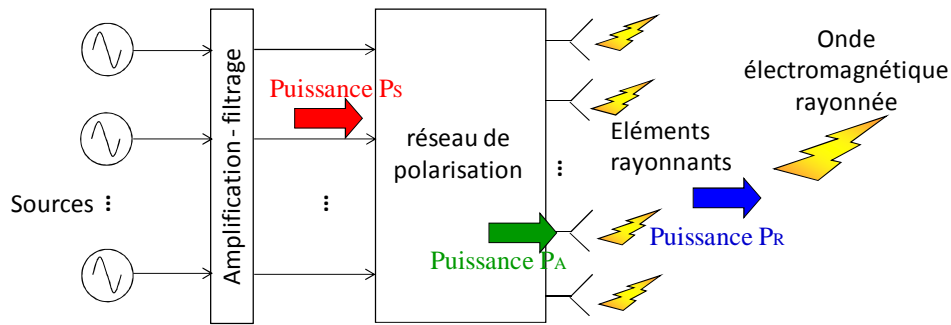 Sources ⋮
Amplification - filtrage
Puissance PS
⋮
réseau de
polarisation
Puissance PA
⋮
Eléments
rayonnants
Puissance PR
Onde
électromagnétique
rayonnée